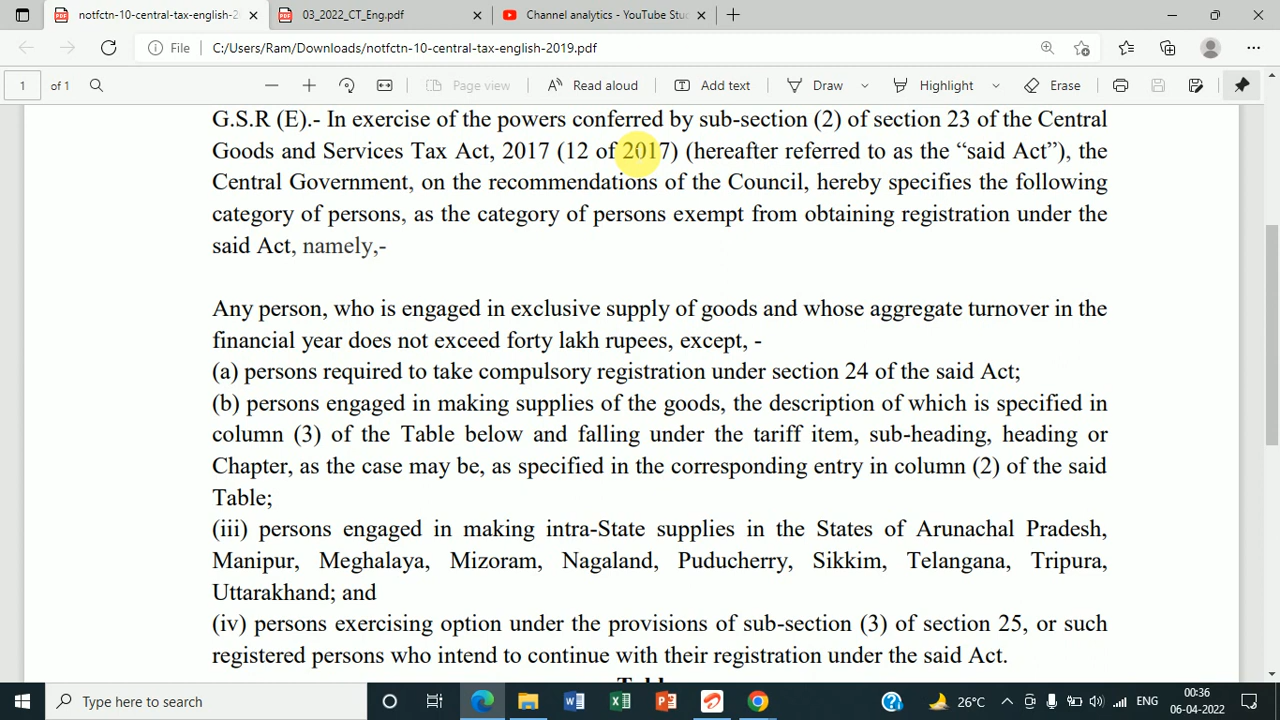 notfctn-10-central-tax-english-2
03_2022_CT_Eng.pdf
Channel analytics - YouTube Stu
File
C:/Users/Ram/Downloads/notfctn-10-central-tax-english-2019.pdf
1 of 1
Page view
Read aloud
Add text
Draw
Highlight
Erase
G.S.R (E).- In exercise of the powers conferred by sub-section (2) of section 23 of the Central
Goods and Services Tax Act, 2017 (12 of 2017) (hereafter referred to as the “said Act”), the
Central Government, on the recommendations of the Council, hereby specifies the following
category of persons, as the category of persons exempt from obtaining registration under the
said Act, namely,-
Any person, who is engaged in exclusive supply of goods and whose aggregate turnover in the
financial year does not exceed forty lakh rupees, except, -
(a) persons required to take compulsory registration under section 24 of the said Act;
(b) persons engaged in making supplies of the goods, the description of which is specified in
column (3) of the Table below and falling under the tariff item, sub-heading, heading or
Chapter, as the case may be, as specified in the corresponding entry in column (2) of the said
Table;
(iii) persons engaged in making intra-State supplies in the States of Arunachal Pradesh,
Manipur, Meghalaya, Mizoram, Nagaland, Puducherry, Sikkim, Telangana, Tripura,
Uttarakhand; and
(iv) persons exercising option under the provisions of sub-section (3) of section 25, or such
registered persons who intend to continue with their registration under the said Act.
Type here to search
26°C
ENG
00:36
06-04-2022